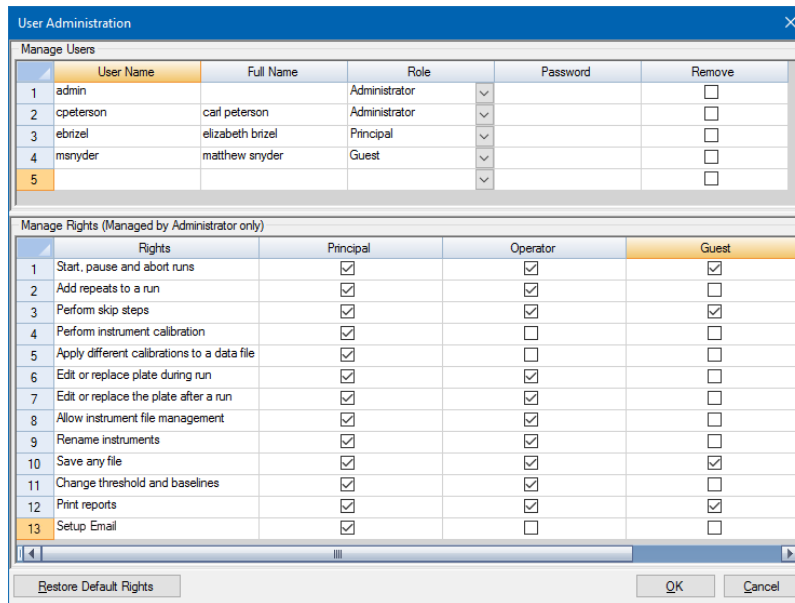 User Administration
Manage Users
User Name Full Name Role Password Remove
1 admin Administrator
2 cpeterson carl peterson Administrator
3 ebrizel elizabeth brizel Principal
4 msnyder matthew snyder Guest
5
Manage Rights (Managed by Administrator only)
Rights Principal Operator Guest
1 Start, pause and abort runs
2 Add repeats to a run
3 Perform skip steps
4 Perform instrument calibration
5 Apply different calibrations to a data file
6 Edit or replace plate during run
7 Edit or replace the plate after a run
8 Allow instrument file management
9 Rename instruments
10 Save any file
11 Change threshold and baselines
12 Print reports
13 Setup Email
Restore Default Rights OK Cancel